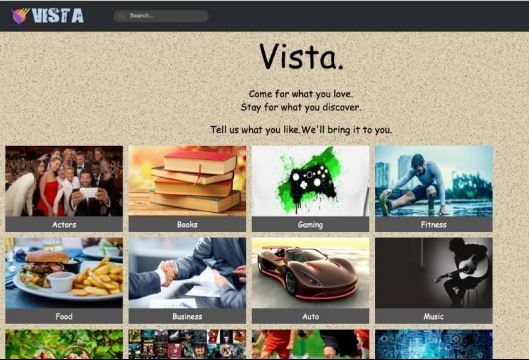 VISTA
Search...
Vista.
Come for what you love.
Stay for what you discover.
Tell us what you like.We'll bring it to you.
Actors
Books
Gaming
Fitness
Food
Business
Auto
Music